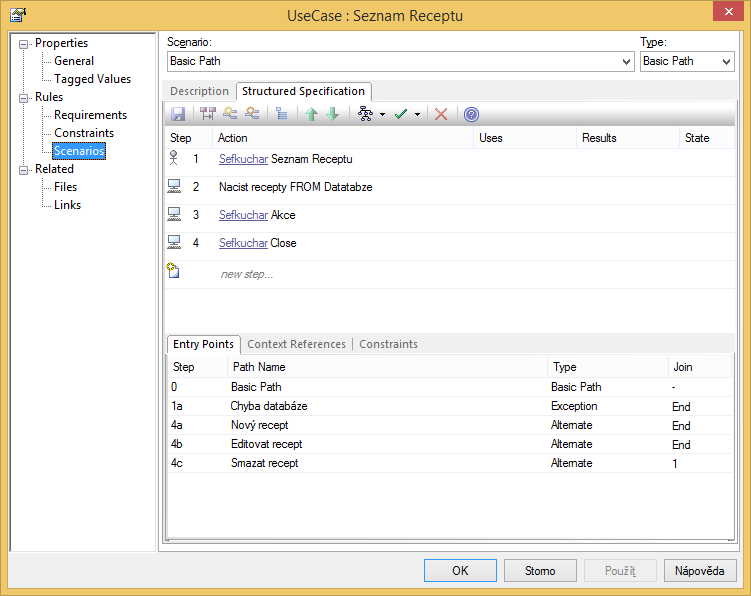 UseCase : Seznam Receptu
Properties
General
Tagged Values
Rules
Requirements
Constraints
Scenarios
Related
Files
Links
Scenario: Type:
Basic Path Basic Path
Description Structured Specification
Step Action Uses Results State
1 Sefkuchar Seznam Receptu
2 Nacist recepty FROM Datatabze
3 Sefkuchar Akce
4 Sefkuchar Close
new step...
Entry Points Context References Constraints
Step Path Name Type Join
0 Basic Path Basic Path -
1a Chyba databáze Exception End
4a Nový recept Alternate End
4b Editovat recept Alternate End
4c Smazat recept Alternate 1
OK Storno Použít Nápověda